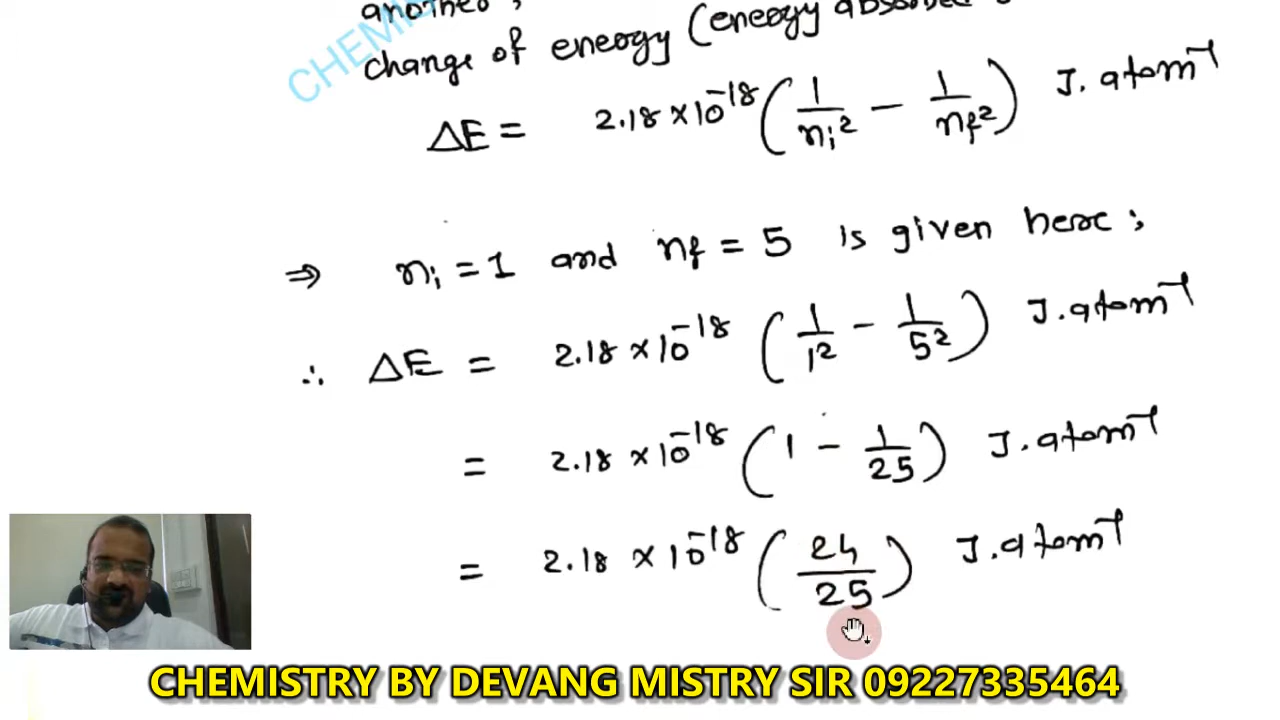 another,
CHEMIS
change of energy (energy absorbed
ΔE = 2.18 × 10⁻¹⁸ (1/nᵢ² − 1/nf²) J. atom⁻¹
⇒ nᵢ = 1 and nf = 5 is given here;
∴ ΔE = 2.18 × 10⁻¹⁸ (1/1² − 1/5²) J.atom⁻¹
= 2.18 × 10⁻¹⁸ (1 − 1/25) J.atom⁻¹
= 2.18 × 10⁻¹⁸ (24/25) J.atom⁻¹
CHEMISTRY BY DEVANG MISTRY SIR 09227335464